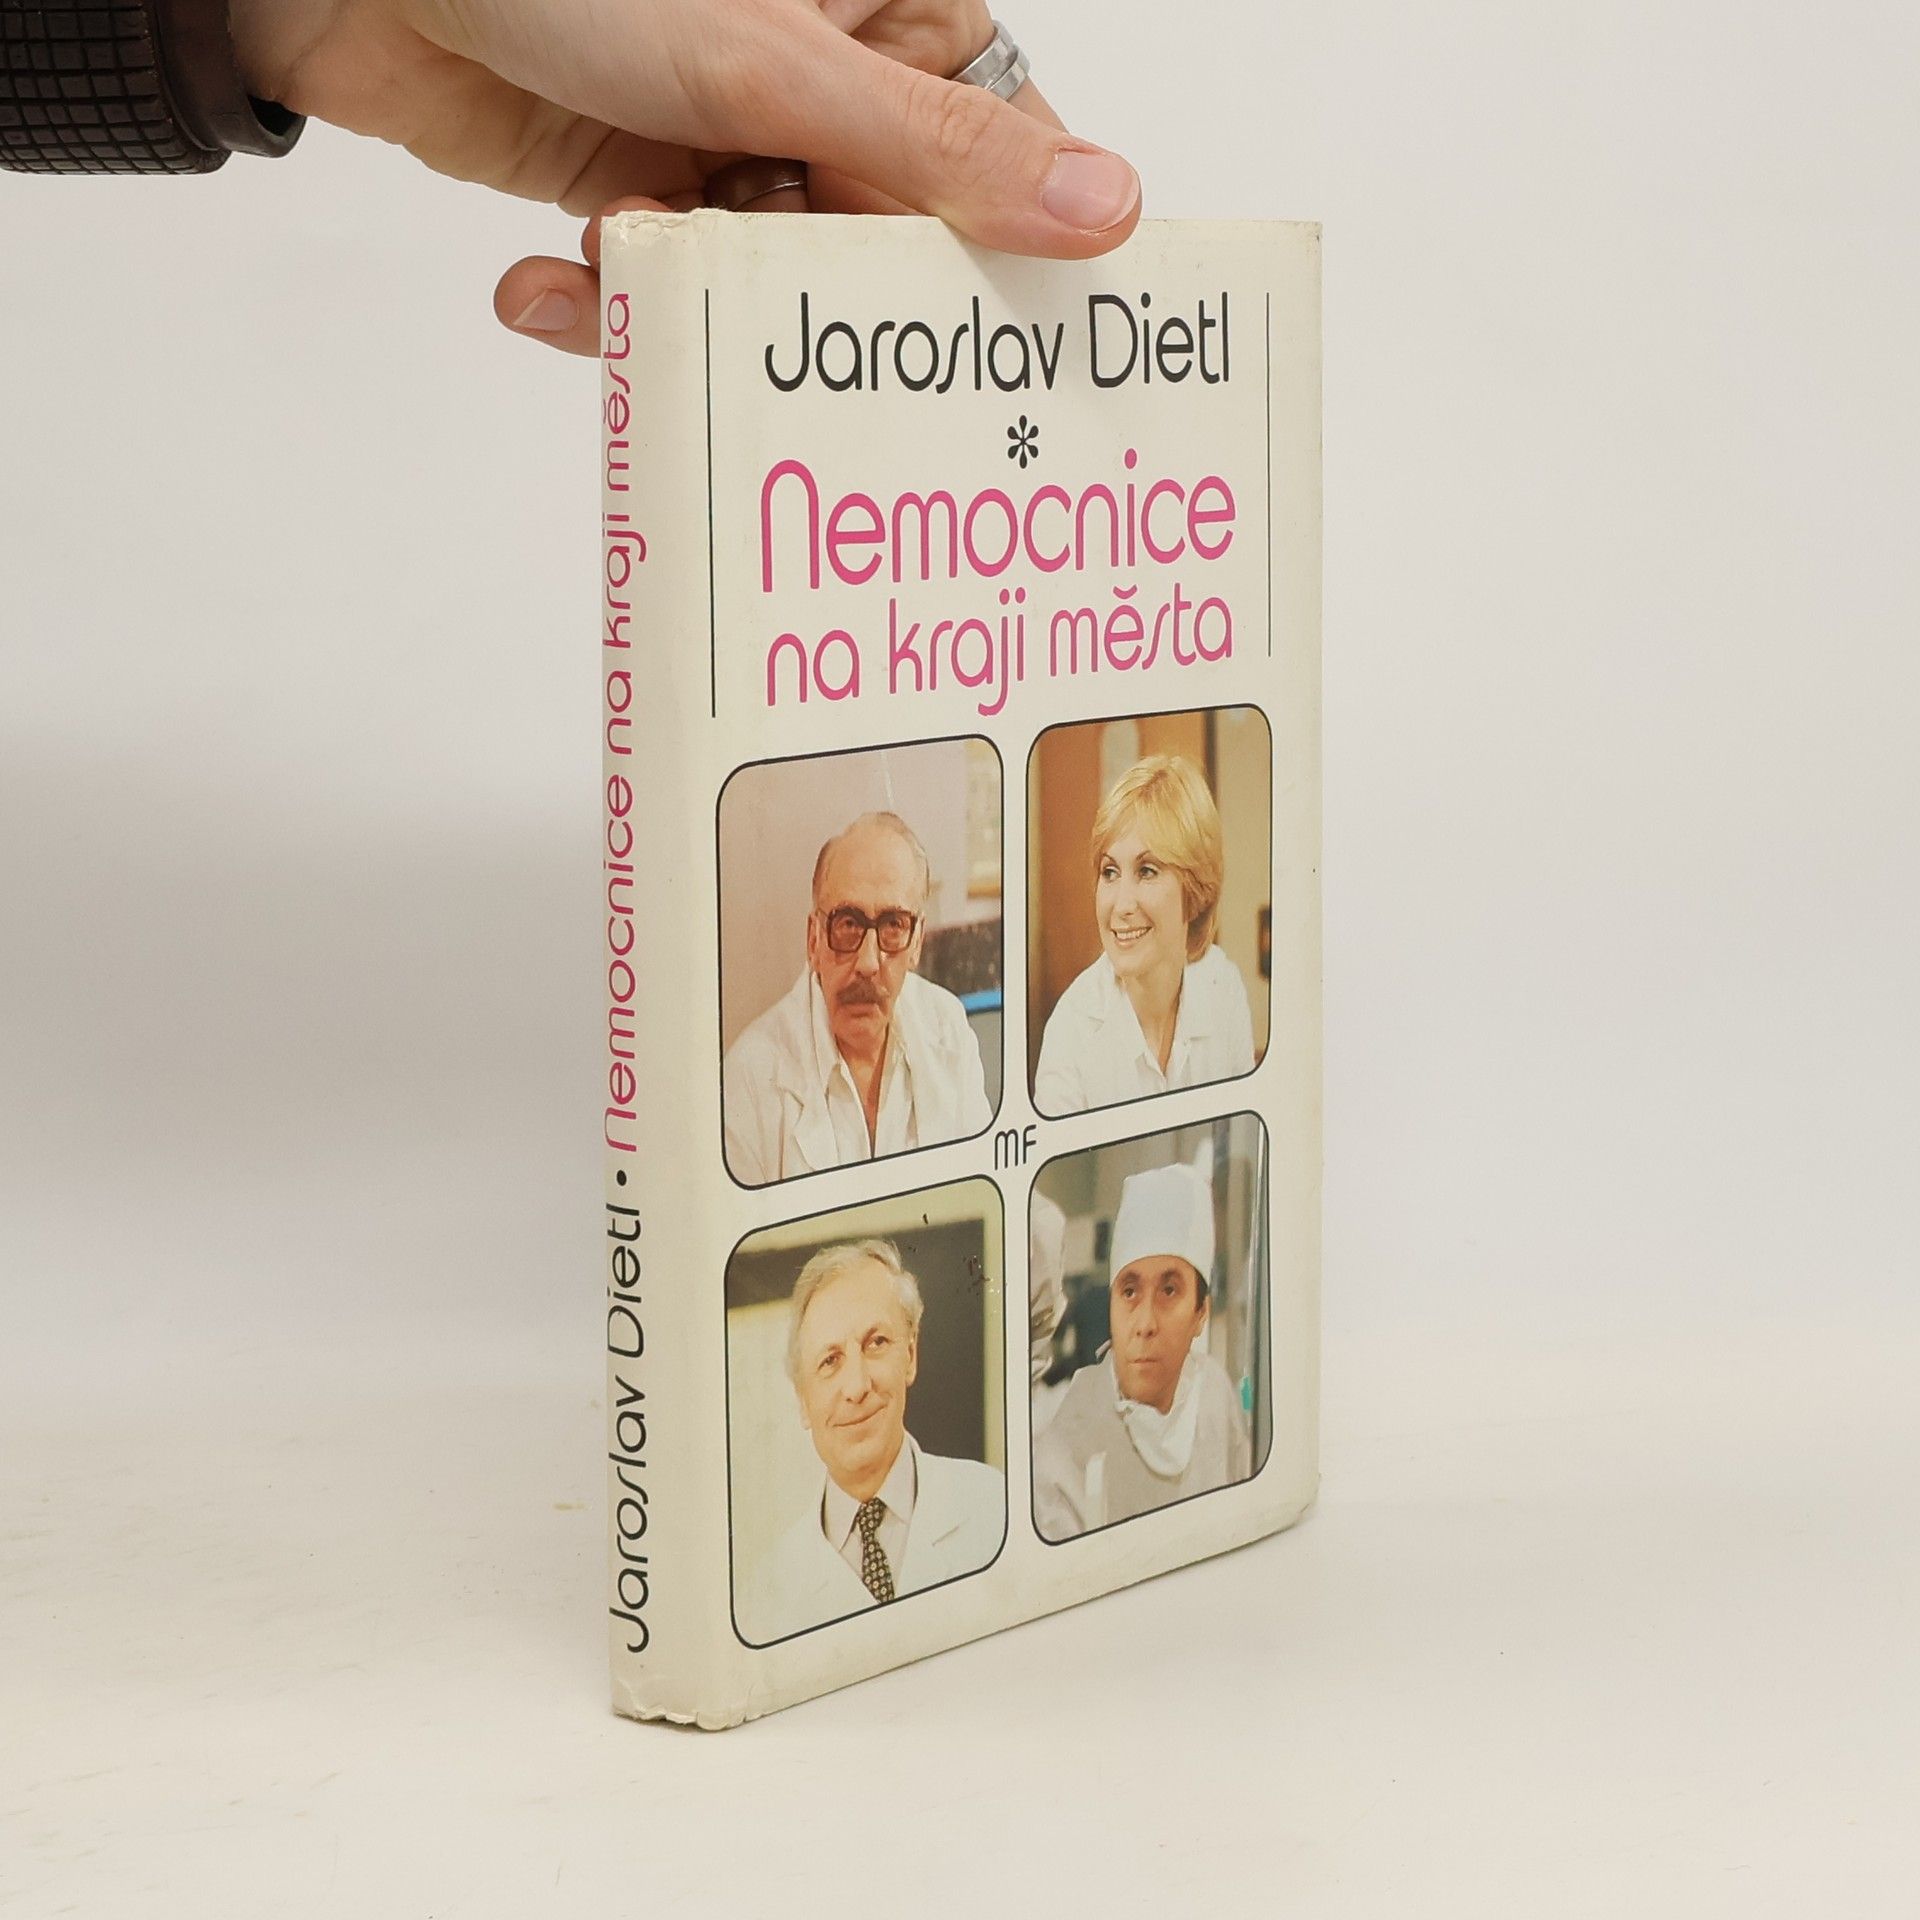 Jaroslav Dietl
*
Nemocnice
na kraji města
MF
Jaroslav Dietl • Nemocnice na kraji města